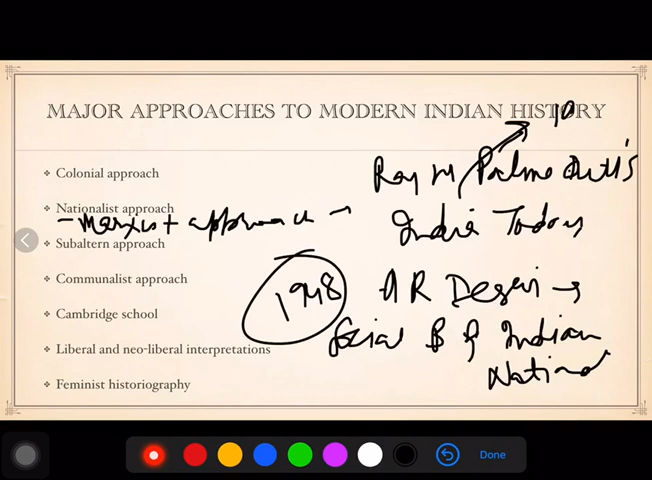 MAJOR APPROACHES TO MODERN INDIAN HISTORY
10
Colonial approach
Palme Dutt's
Nationalist approach
- Marxist approach -
India Today
Subaltern approach
Communalist approach
1948
A R Desai →
Cambridge school
Social B of Indian
Liberal and neo-liberal interpretations
National
Feminist historiography
Done